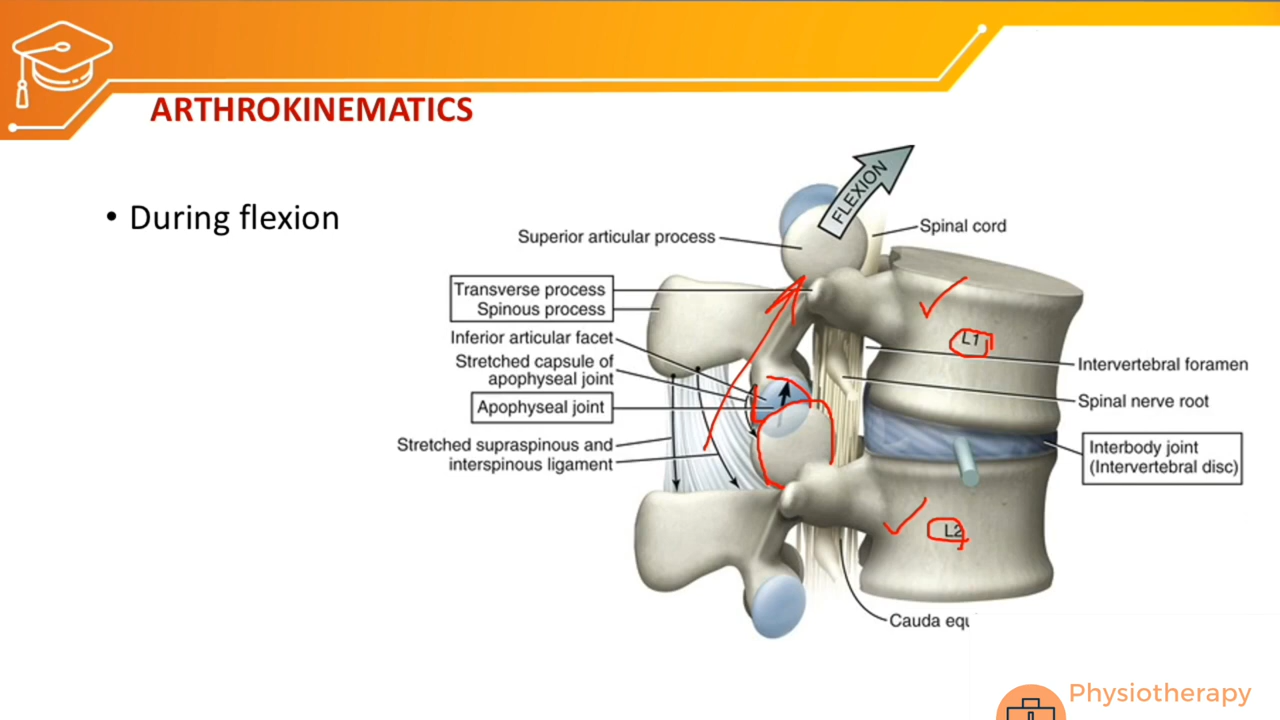 ARTHROKINEMATICS
• During flexion
FLEXION
Superior articular process
Spinal cord
Transverse process
Spinous process
Inferior articular facet
Stretched capsule of
apophyseal joint
Apophyseal joint
Stretched supraspinous and
interspinous ligament
L1
Intervertebral foramen
Spinal nerve root
Interbody joint
(Intervertebral disc)
L2
Cauda equ
Physiotherapy